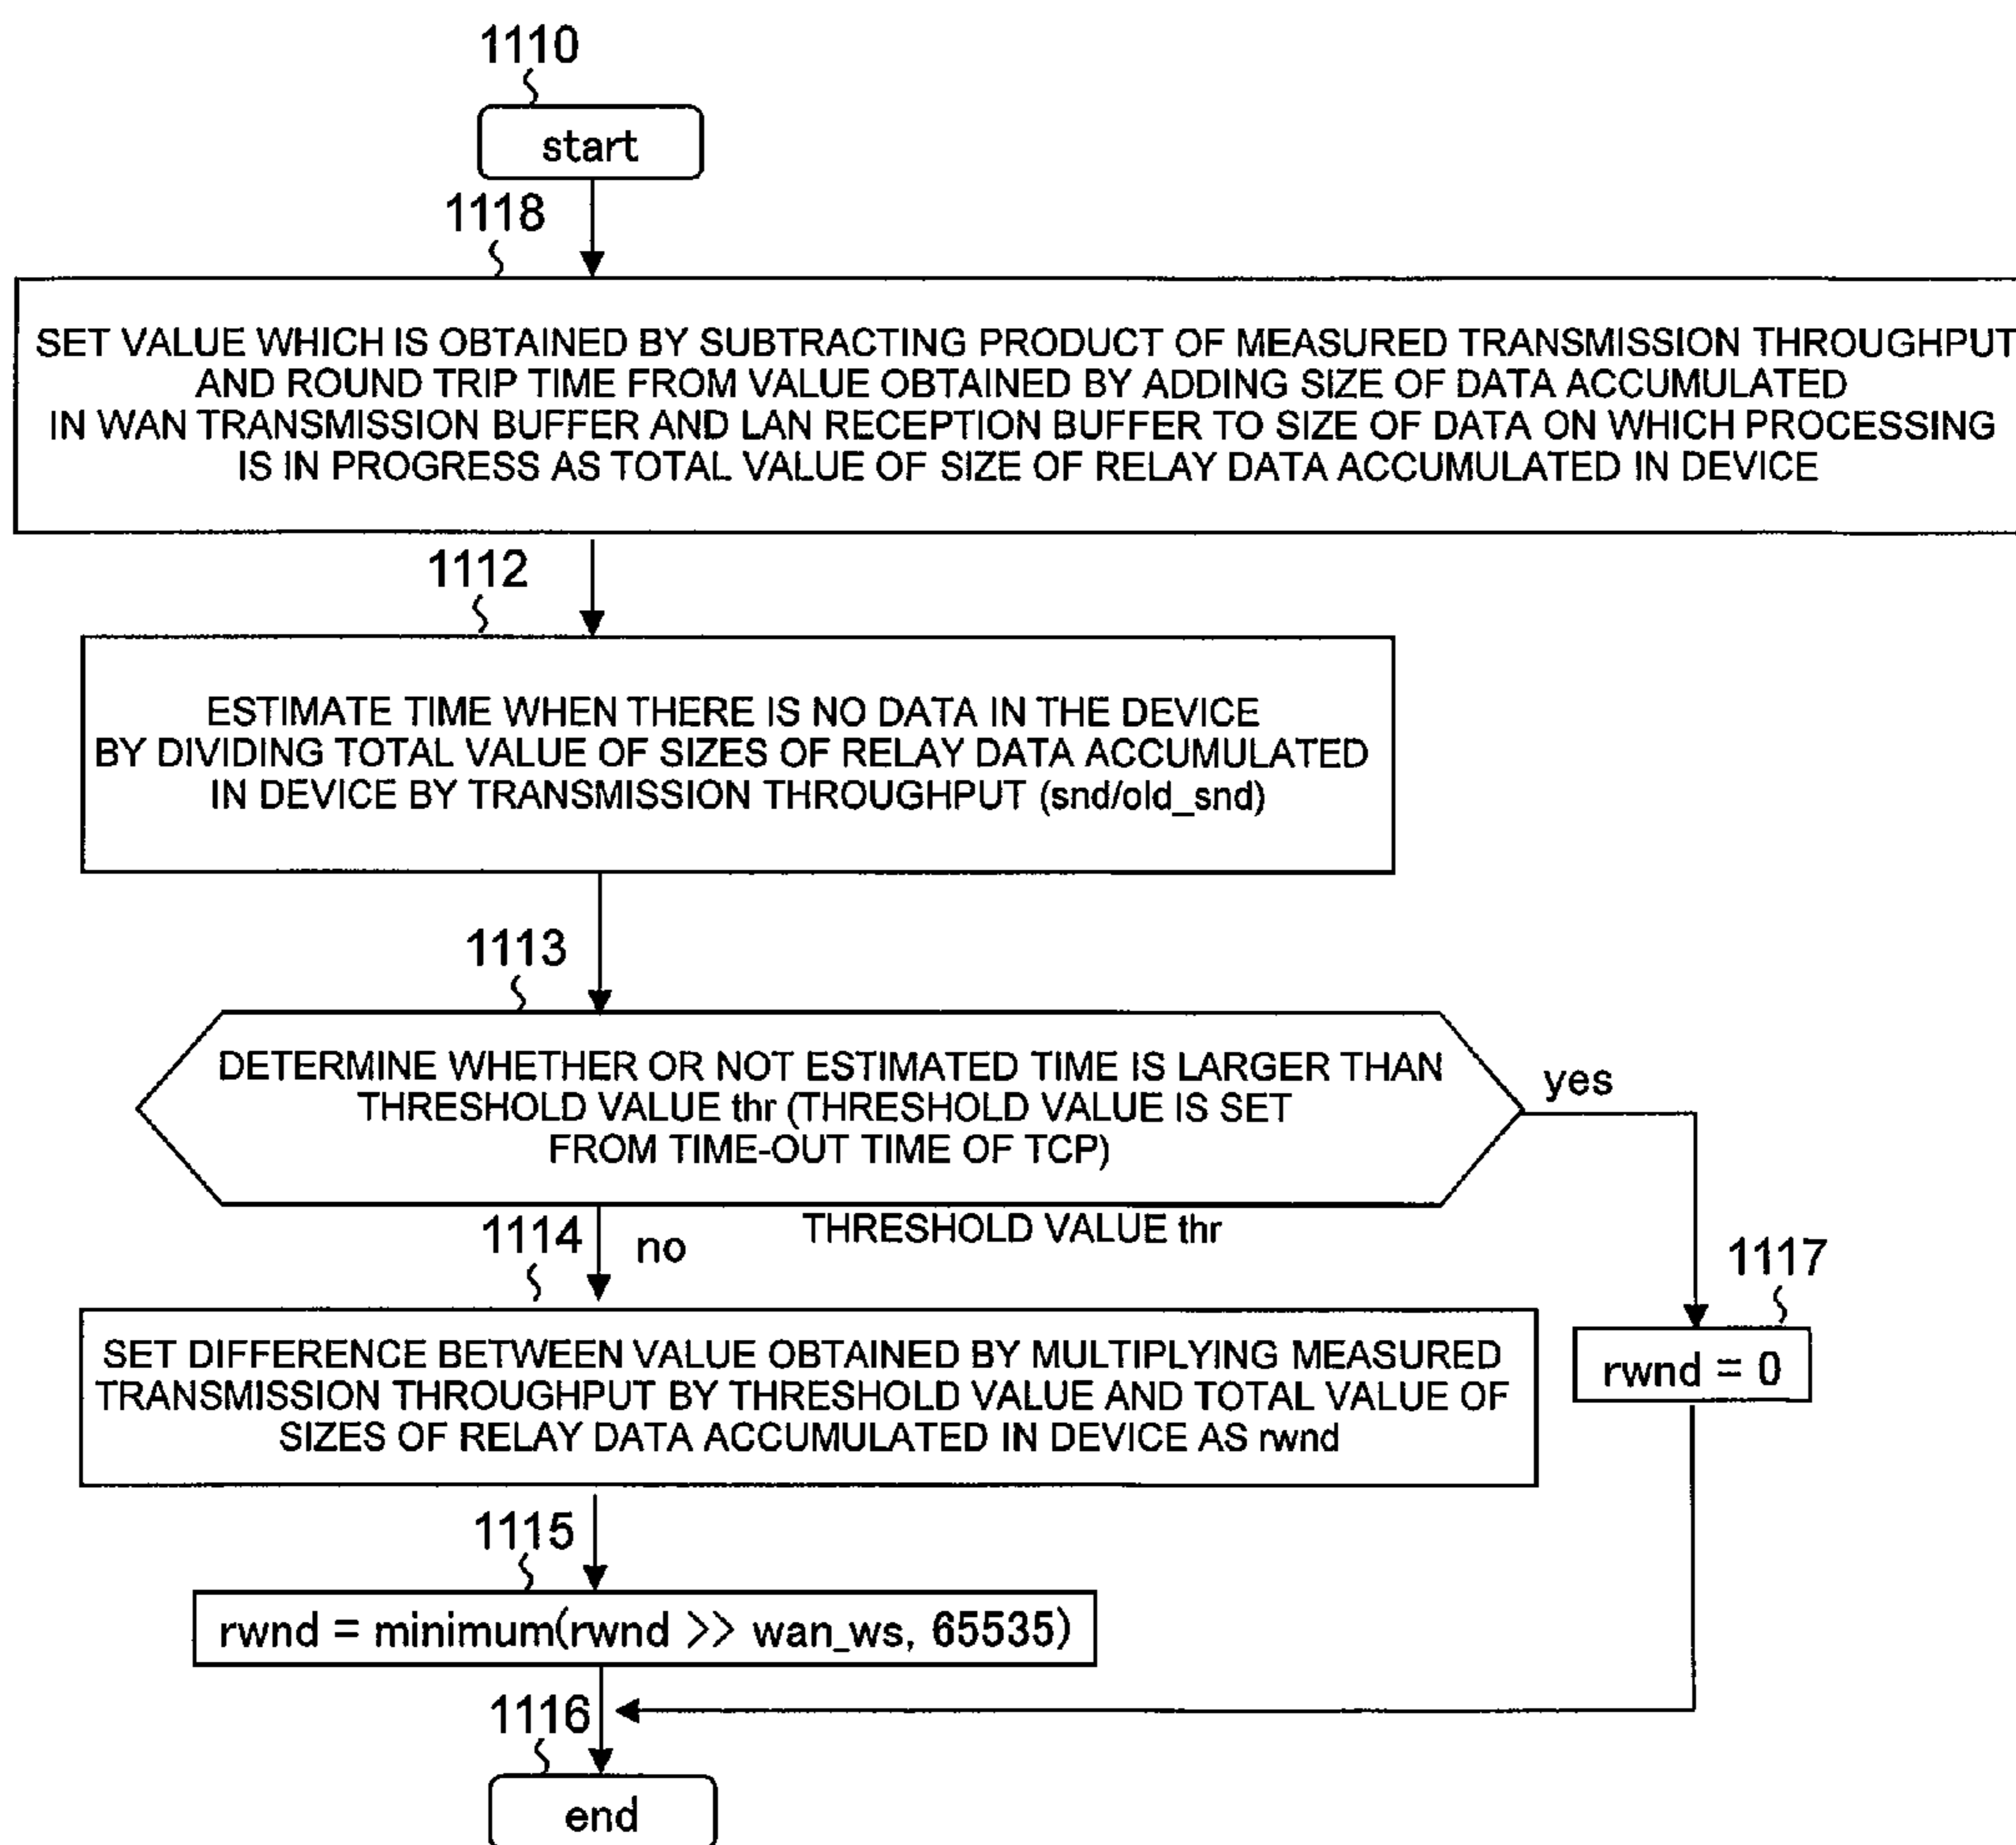 1110
start
1118
SET VALUE WHICH IS OBTAINED BY SUBTRACTING PRODUCT OF MEASURED TRANSMISSION THROUGHPUT
AND ROUND TRIP TIME FROM VALUE OBTAINED BY ADDING SIZE OF DATA ACCUMULATED
IN WAN TRANSMISSION BUFFER AND LAN RECEPTION BUFFER TO SIZE OF DATA ON WHICH PROCESSING
IS IN PROGRESS AS TOTAL VALUE OF SIZE OF RELAY DATA ACCUMULATED IN DEVICE
1112
ESTIMATE TIME WHEN THERE IS NO DATA IN THE DEVICE
BY DIVIDING TOTAL VALUE OF SIZES OF RELAY DATA ACCUMULATED
IN DEVICE BY TRANSMISSION THROUGHPUT (snd/old_snd)
1113
DETERMINE WHETHER OR NOT ESTIMATED TIME IS LARGER THAN
THRESHOLD VALUE thr (THRESHOLD VALUE IS SET
FROM TIME-OUT TIME OF TCP)
yes
1114
no
THRESHOLD VALUE thr
1117
SET DIFFERENCE BETWEEN VALUE OBTAINED BY MULTIPLYING MEASURED
TRANSMISSION THROUGHPUT BY THRESHOLD VALUE AND TOTAL VALUE OF
SIZES OF RELAY DATA ACCUMULATED IN DEVICE AS rwnd
rwnd = 0
1115
rwnd = minimum(rwnd >> wan_ws, 65535)
1116
end